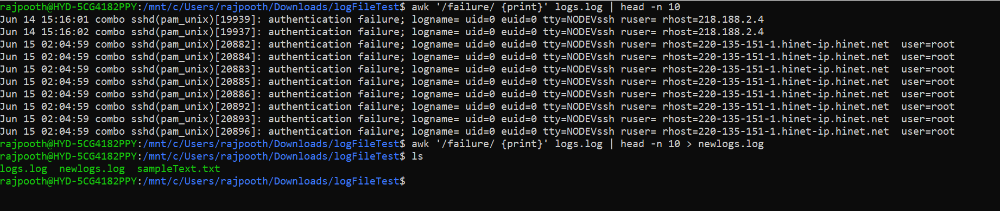 rajpooth@HYD-5CG4182PPY:/mnt/c/Users/rajpooth/Downloads/logFileTest$ awk '/failure/ {print}' logs.log | head -n 10
Jun 14 15:16:01 combo sshd(pam_unix)[19939]: authentication failure; logname= uid=0 euid=0 tty=NODEVssh ruser= rhost=218.188.2.4
Jun 14 15:16:02 combo sshd(pam_unix)[19937]: authentication failure; logname= uid=0 euid=0 tty=NODEVssh ruser= rhost=218.188.2.4
Jun 15 02:04:59 combo sshd(pam_unix)[20882]: authentication failure; logname= uid=0 euid=0 tty=NODEVssh ruser= rhost=220-135-151-1.hinet-ip.hinet.net  user=root
Jun 15 02:04:59 combo sshd(pam_unix)[20884]: authentication failure; logname= uid=0 euid=0 tty=NODEVssh ruser= rhost=220-135-151-1.hinet-ip.hinet.net  user=root
Jun 15 02:04:59 combo sshd(pam_unix)[20883]: authentication failure; logname= uid=0 euid=0 tty=NODEVssh ruser= rhost=220-135-151-1.hinet-ip.hinet.net  user=root
Jun 15 02:04:59 combo sshd(pam_unix)[20885]: authentication failure; logname= uid=0 euid=0 tty=NODEVssh ruser= rhost=220-135-151-1.hinet-ip.hinet.net  user=root
Jun 15 02:04:59 combo sshd(pam_unix)[20886]: authentication failure; logname= uid=0 euid=0 tty=NODEVssh ruser= rhost=220-135-151-1.hinet-ip.hinet.net  user=root
Jun 15 02:04:59 combo sshd(pam_unix)[20892]: authentication failure; logname= uid=0 euid=0 tty=NODEVssh ruser= rhost=220-135-151-1.hinet-ip.hinet.net  user=root
Jun 15 02:04:59 combo sshd(pam_unix)[20893]: authentication failure; logname= uid=0 euid=0 tty=NODEVssh ruser= rhost=220-135-151-1.hinet-ip.hinet.net  user=root
Jun 15 02:04:59 combo sshd(pam_unix)[20896]: authentication failure; logname= uid=0 euid=0 tty=NODEVssh ruser= rhost=220-135-151-1.hinet-ip.hinet.net  user=root
rajpooth@HYD-5CG4182PPY:/mnt/c/Users/rajpooth/Downloads/logFileTest$ awk '/failure/ {print}' logs.log | head -n 10 > newlogs.log
rajpooth@HYD-5CG4182PPY:/mnt/c/Users/rajpooth/Downloads/logFileTest$ ls
logs.log  newlogs.log  sampleText.txt
rajpooth@HYD-5CG4182PPY:/mnt/c/Users/rajpooth/Downloads/logFileTest$